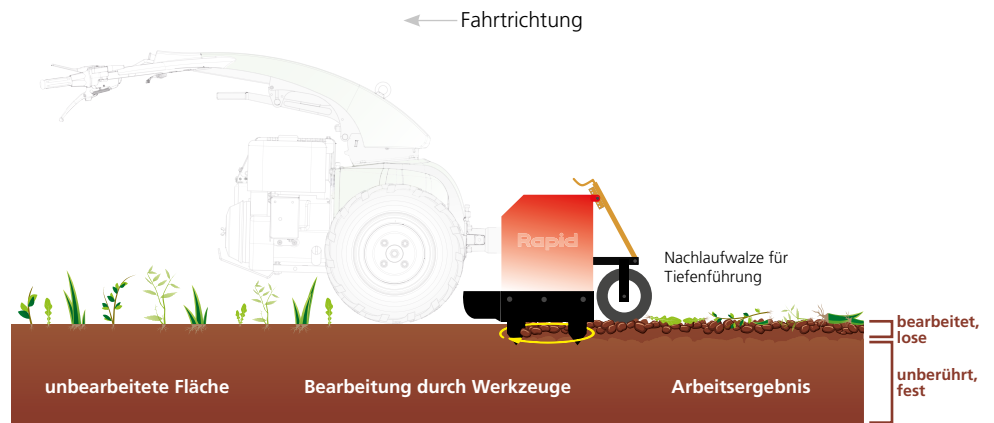 Fahrtrichtung
Rapid
Nachlaufwalze für
Tiefenführung
bearbeitet,
lose
unbearbeitete Fläche
Bearbeitung durch Werkzeuge
Arbeitsergebnis
unberührt,
fest